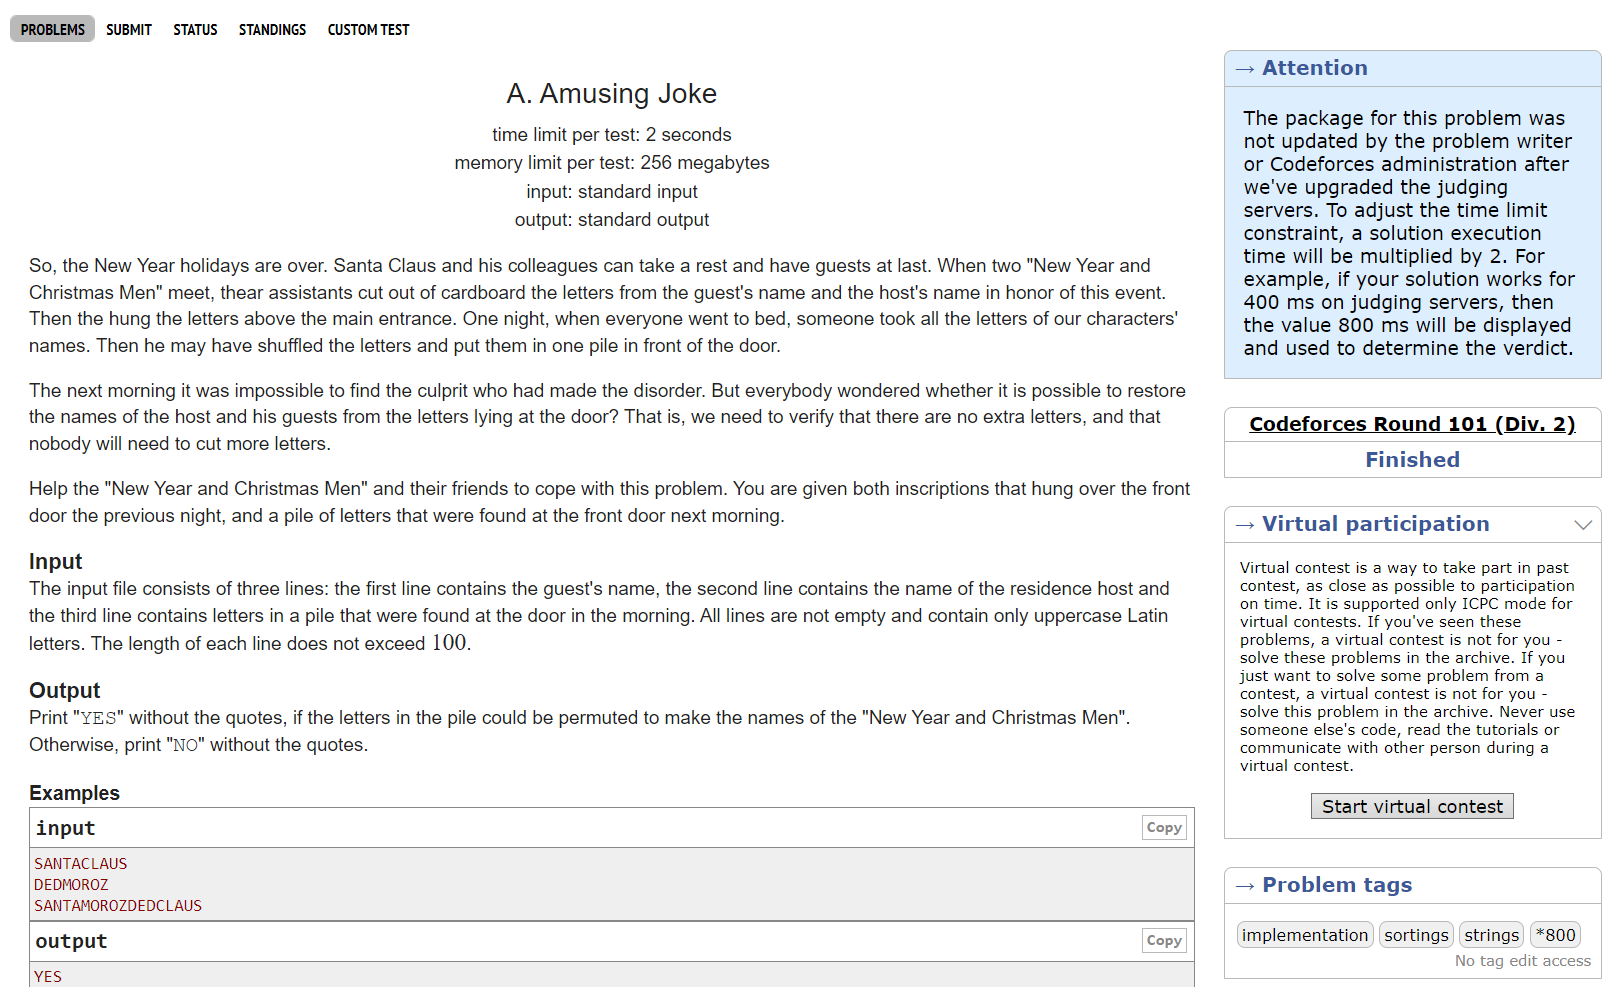 PROBLEMS SUBMIT STATUS STANDINGS CUSTOM TEST
A. Amusing Joke
time limit per test: 2 seconds
memory limit per test: 256 megabytes
input: standard input
output: standard output
So, the New Year holidays are over. Santa Claus and his colleagues can take a rest and have guests at last. When two "New Year and
Christmas Men" meet, thear assistants cut out of cardboard the letters from the guest's name and the host's name in honor of this event.
Then the hung the letters above the main entrance. One night, when everyone went to bed, someone took all the letters of our characters'
names. Then he may have shuffled the letters and put them in one pile in front of the door.
The next morning it was impossible to find the culprit who had made the disorder. But everybody wondered whether it is possible to restore
the names of the host and his guests from the letters lying at the door? That is, we need to verify that there are no extra letters, and that
nobody will need to cut more letters.
Help the "New Year and Christmas Men" and their friends to cope with this problem. You are given both inscriptions that hung over the front
door the previous night, and a pile of letters that were found at the front door next morning.
Input
The input file consists of three lines: the first line contains the guest's name, the second line contains the name of the residence host and
the third line contains letters in a pile that were found at the door in the morning. All lines are not empty and contain only uppercase Latin
letters. The length of each line does not exceed 100.
Output
Print "YES" without the quotes, if the letters in the pile could be permuted to make the names of the "New Year and Christmas Men".
Otherwise, print "NO" without the quotes.
Examples
input Copy
SANTACLAUS
DEDMOROZ
SANTAMOROZDEDCLAUS
output Copy
YES
→ Attention
The package for this problem was
not updated by the problem writer
or Codeforces administration after
we've upgraded the judging
servers. To adjust the time limit
constraint, a solution execution
time will be multiplied by 2. For
example, if your solution works for
400 ms on judging servers, then
the value 800 ms will be displayed
and used to determine the verdict.
Codeforces Round 101 (Div. 2)
Finished
→ Virtual participation
Virtual contest is a way to take part in past
contest, as close as possible to participation
on time. It is supported only ICPC mode for
virtual contests. If you've seen these
problems, a virtual contest is not for you -
solve these problems in the archive. If you
just want to solve some problem from a
contest, a virtual contest is not for you -
solve this problem in the archive. Never use
someone else's code, read the tutorials or
communicate with other person during a
virtual contest.
Start virtual contest
→ Problem tags
implementation sortings strings *800
No tag edit access